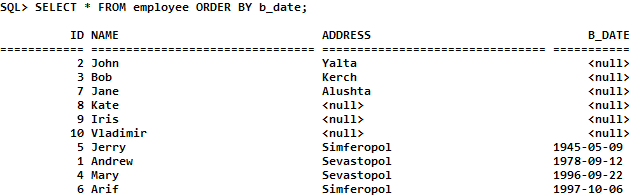 SQL> SELECT * FROM employee ORDER BY b_date;
ID NAME ADDRESS B_DATE
============ =============================== =============================== ===========
2 John Yalta <null>
3 Bob Kerch <null>
7 Jane Alushta <null>
8 Kate <null> <null>
9 Iris <null> <null>
10 Vladimir <null> <null>
5 Jerry Simferopol 1945-05-09
1 Andrew Sevastopol 1978-09-12
4 Mary Sevastopol 1996-09-22
6 Arif Simferopol 1997-10-06